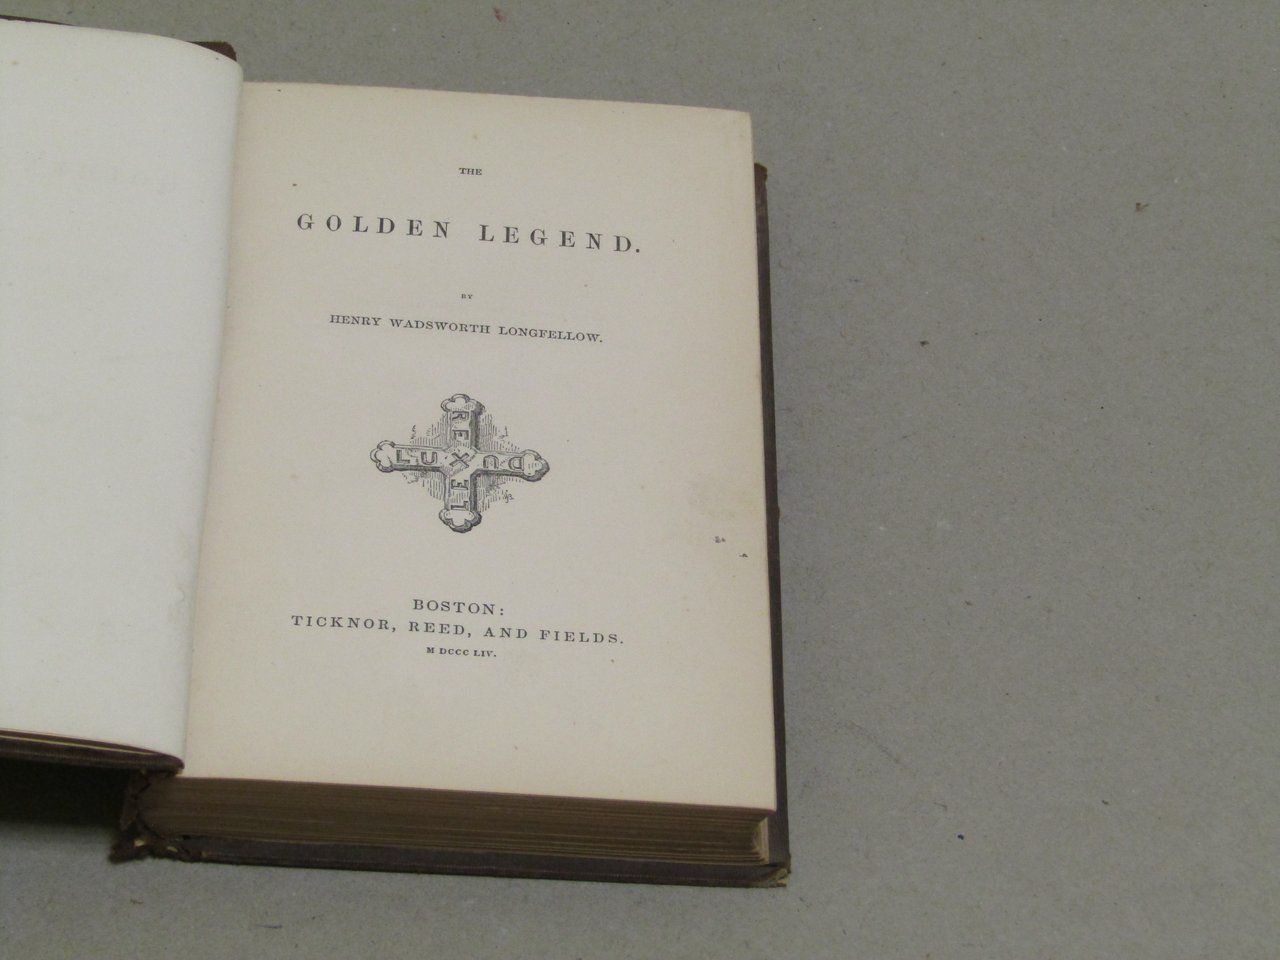 THE
GOLDEN LEGEND.
BY
HENRY WADSWORTH LONGFELLOW.
LUX
DUX
LEX
REX
BOSTON:
TICKNOR, REED, AND FIELDS.
M DCCC LIV.